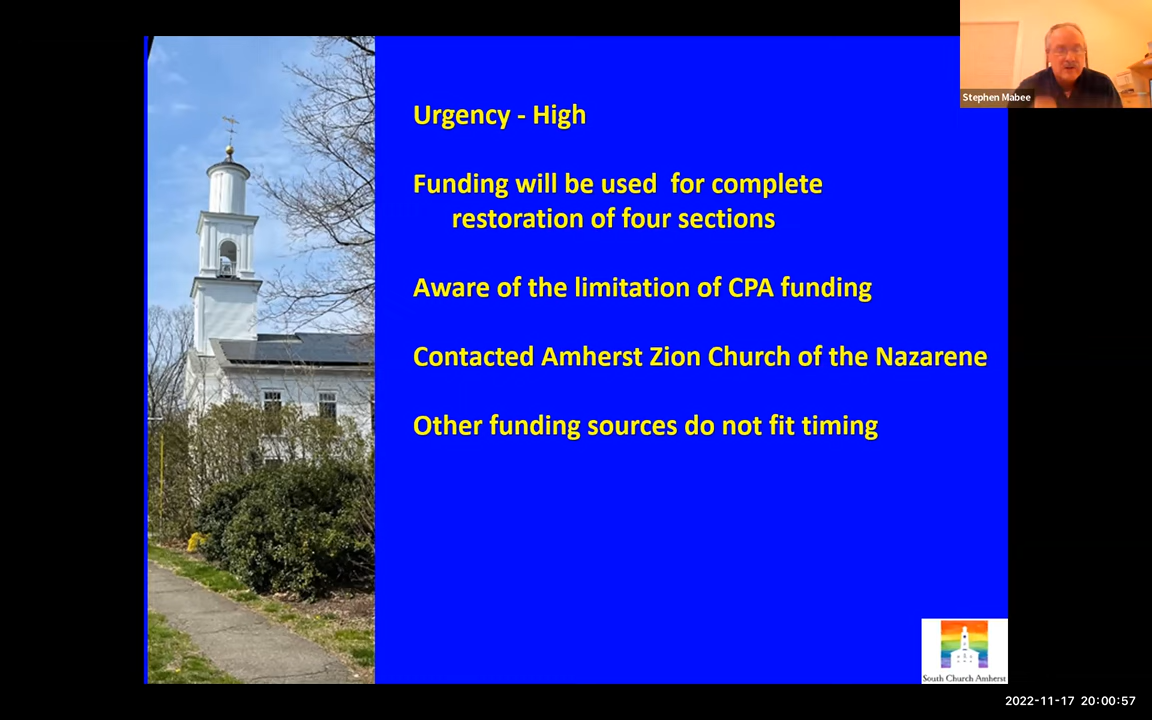 Stephen Mabee
Urgency - High
Funding will be used  for complete
restoration of four sections
Aware of the limitation of CPA funding
Contacted Amherst Zion Church of the Nazarene
Other funding sources do not fit timing
South Church Amherst
2022-11-17 20:00:57